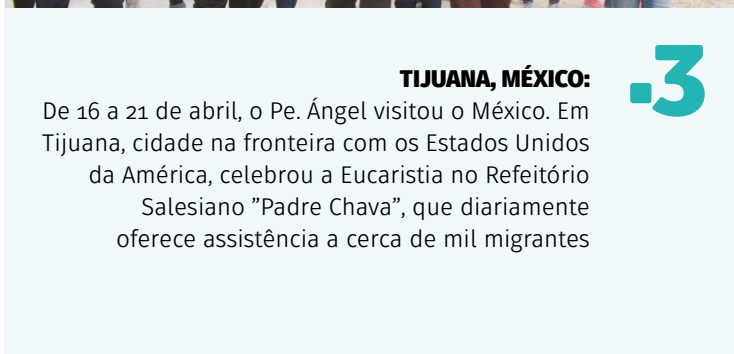 .3
TIJUANA, MÉXICO:
De 16 a 21 de abril, o Pe. Ángel visitou o México. Em
Tijuana, cidade na fronteira com os Estados Unidos
da América, celebrou a Eucaristia no Refeitório
Salesiano ”Padre Chava”, que diariamente
oferece assistência a cerca de mil migrantes